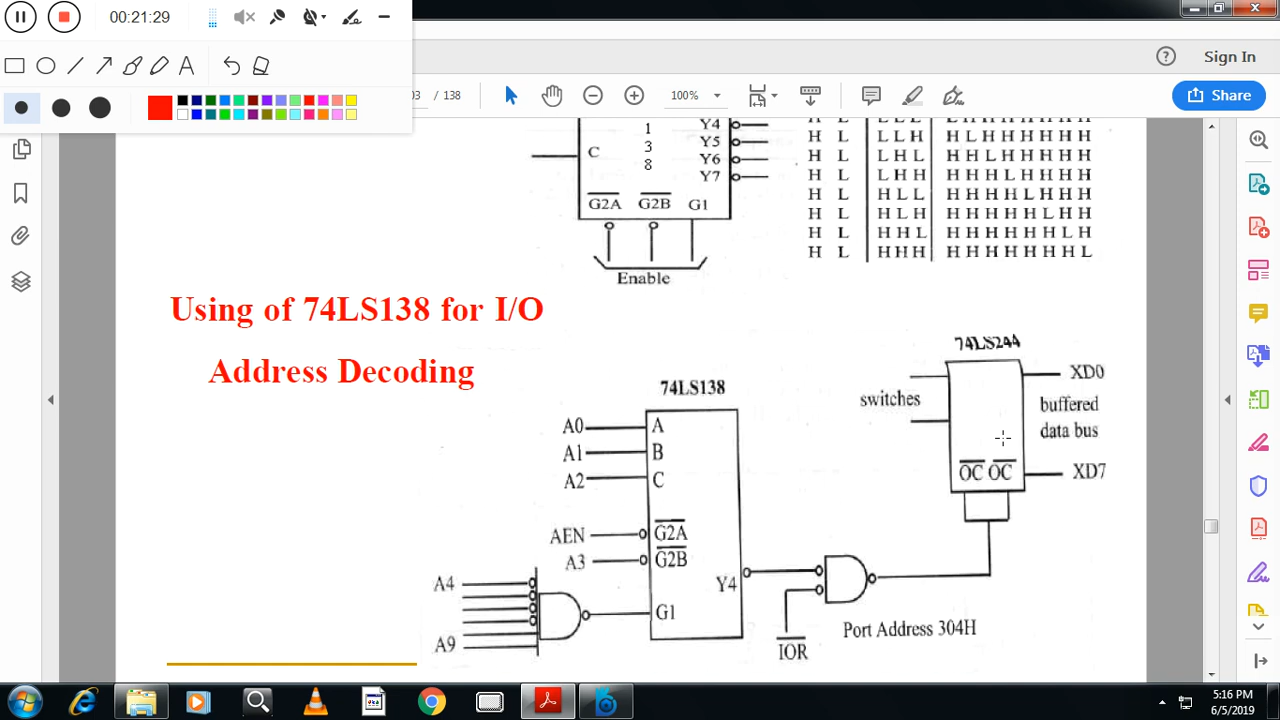 00:21:29
A
Sign In
03 / 138
100%
Share
1
3
8
C
Y4
Y5
Y6
Y7
G2A G2B G1
Enable
H L L L H H L H H H H H H
H L L H L H H L H H H H H
H L L H H H H H L H H H H
H L H L L H H H H L H H H
H L H L H H H H H H L H H
H L H H L H H H H H H L H
H L H H H H H H H H H H L
Using of 74LS138 for I/O
Address Decoding
74LS138
A0
A1
A2
AEN
A3
A4
A9
A
B
C
G2A
G2B
G1
Y4
IOR
Port Address 304H
74LS244
switches
OC OC
XD0
buffered
data bus
XD7
5:16 PM
6/5/2019